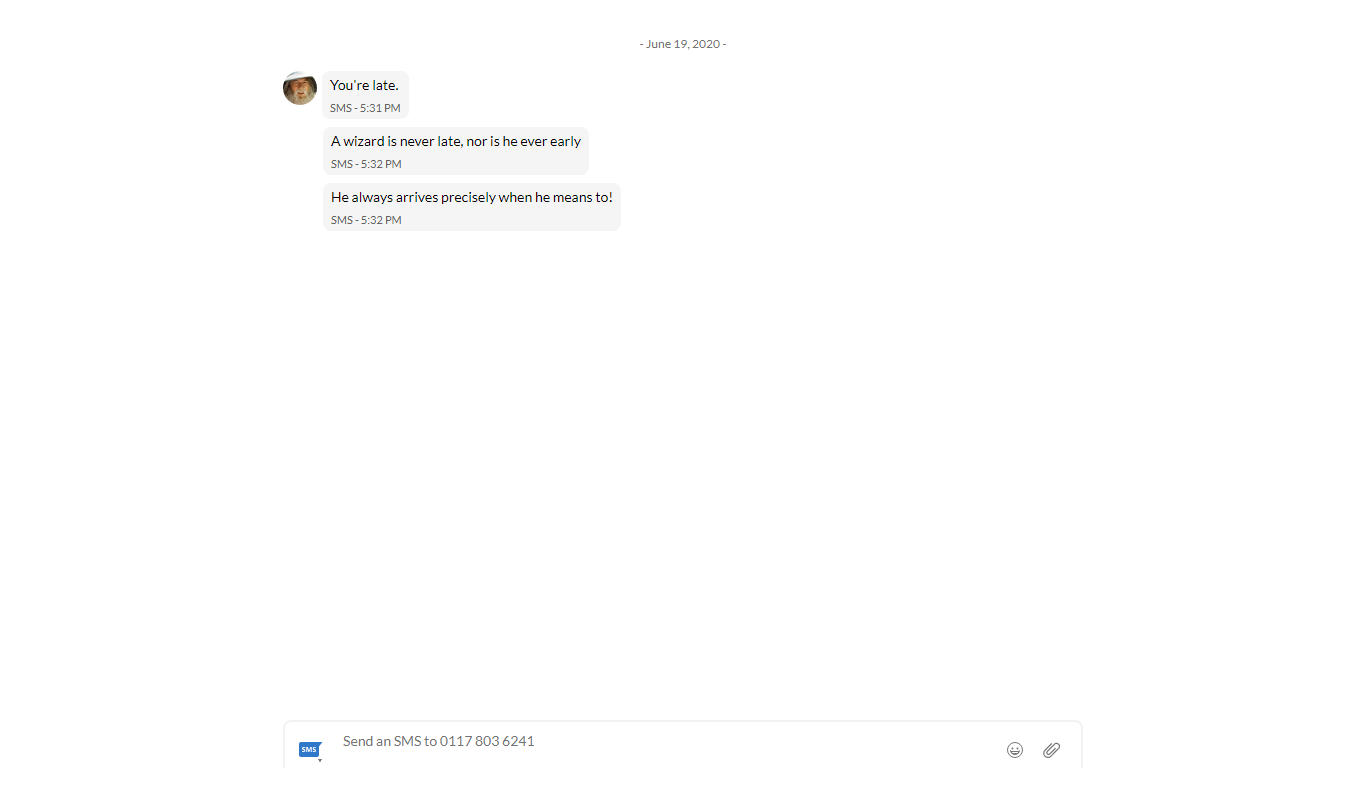 - June 19, 2020 -
You're late.
SMS - 5:31 PM
A wizard is never late, nor is he ever early
SMS - 5:32 PM
He always arrives precisely when he means to!
SMS - 5:32 PM
Send an SMS to 0117 803 6241
SMS